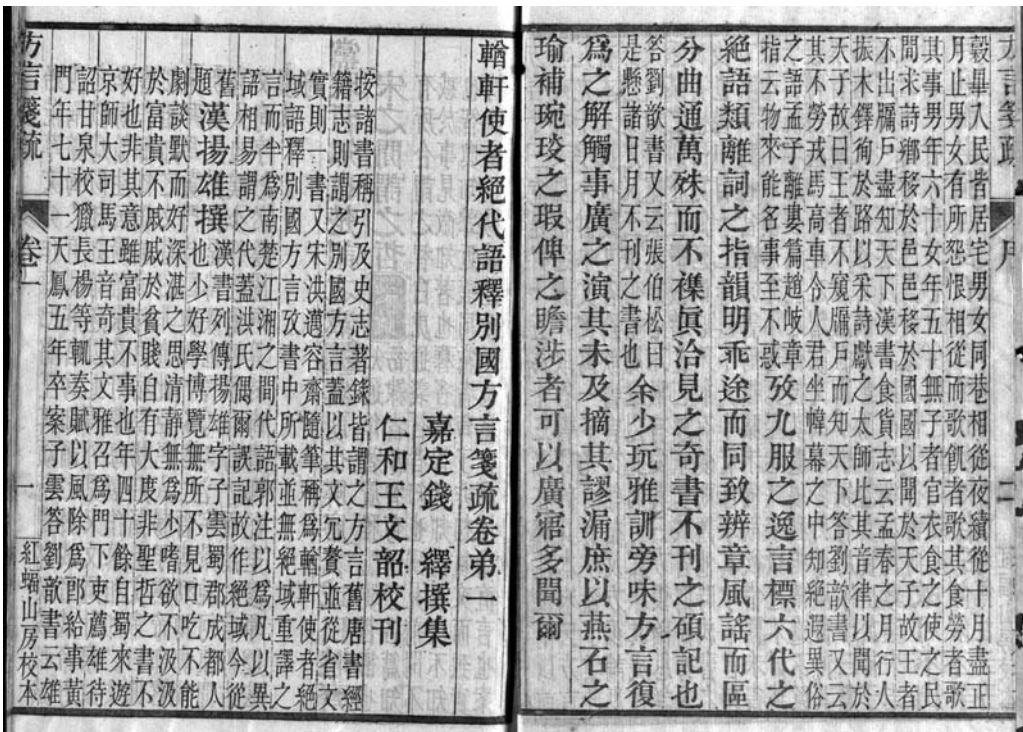 穀畢入民皆居宅男女同巷相從夜績從十月盡正
月止男女有所怨恨相從而歌飢者歌其食勞者歌
其事男年六十女年五十無子者官衣食之使之民
間求詩鄉移於邑邑移於國國以聞於天子故王者
不出牖戶盡知天下漢書食貨志云孟春之月行人
振木鐸徇於路以采詩獻之太師比其音律以聞於
天子故曰王者不窺牖戶而知天下答劉歆書又云
其不勞戎馬高車令人君坐幃幕之中知絕遐異俗
之語孟子離婁篇趙岐章
指云物來能名事至不惑
攷九服之逸言標六代之
絕語類離詞之指韻明乖途而同致辨章風謠而區
分曲通萬殊而不襍眞洽見之奇書不刊之碩記也
答劉歆書又云張伯松曰
是懸諸日月不刊之書也
余少玩雅訓旁味方言復
為之解觸事廣之演其未及摘其謬漏庶以燕石之
瑜補琬琰之瑕俾之瞻涉者可以廣寤多聞爾
輶軒使者絕代語釋別國方言箋疏卷弟一
嘉定錢 繹撰集
仁和王文韶校刊
按諸書稱引及史志著錄皆謂之方言舊唐書經
籍志則謂之別國方言蓋以其文冗贅並從省文
實則一書又宋洪邁容齋隨筆稱為輶軒使者絕
域語釋別國方言攷書中所載並無絕域重譯之
言而半為南楚江湘之間代語郭注以為凡以異
語相易謂之代蓋洪氏偶爾誤記故作絕域今從
舊
題
漢揚雄撰
漢書列傳揚雄字子雲蜀郡成都人
也少好學博覽無所不見口吃不能
劇談默而好深湛之思清靜無為少嗜欲不汲汲
於富貴不戚戚於貧賤自有大度非聖哲之書不
好也非其意雖富貴不事也年四十餘自蜀來遊
京師大司馬王音奇其文雅召為門下吏薦雄待
詔甘泉校獵長楊等輒奏賦以風除為郎給事黃
門年七十一天鳳五年卒案子雲答劉歆書云雄
方言箋疏
卷一
一
紅蝠山房校本